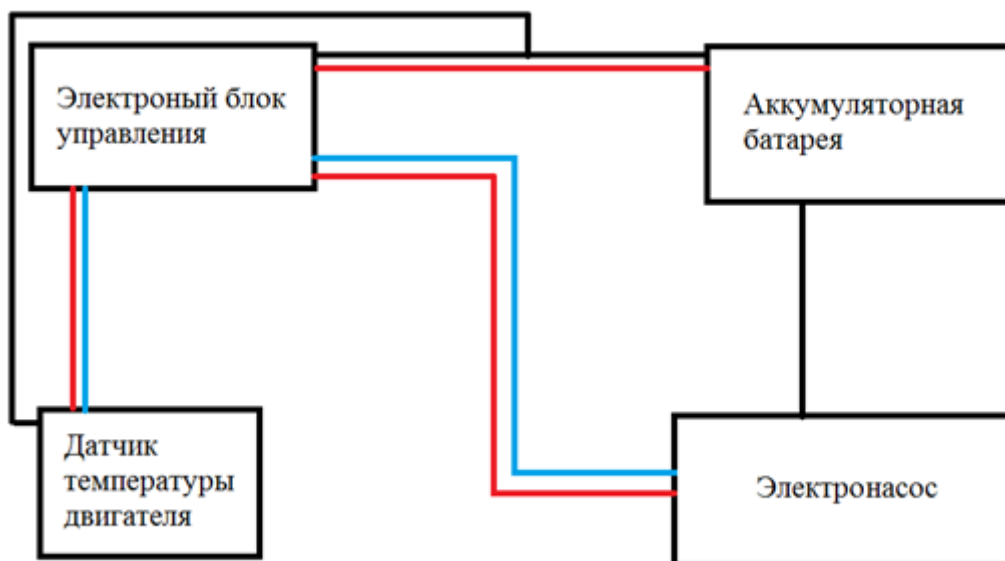 Электроный блок
управления
Аккумуляторная
батарея
Датчик
температуры
двигателя
Электронасос